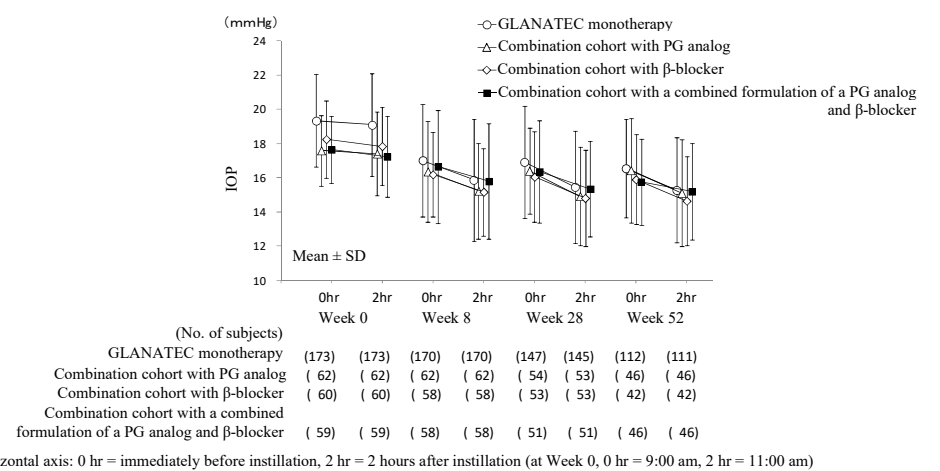 (mmHg)
GLANATEC monotherapy
Combination cohort with PG analog
Combination cohort with β-blocker
Combination cohort with a combined formulation of a PG analog
and β-blocker
24
22
20
18
16
14
12
10
IOP
Mean ± SD
0hr 2hr 0hr 2hr 0hr 2hr 0hr 2hr
Week 0 Week 8 Week 28 Week 52
(No. of subjects)
GLANATEC monotherapy (173) (173) (170) (170) (147) (145) (112) (111)
Combination cohort with PG analog ( 62) ( 62) ( 62) ( 62) ( 54) ( 53) ( 46) ( 46)
Combination cohort with β-blocker ( 60) ( 60) ( 58) ( 58) ( 53) ( 53) ( 42) ( 42)
Combination cohort with a combined
formulation of a PG analog and β-blocker ( 59) ( 59) ( 58) ( 58) ( 51) ( 51) ( 46) ( 46)
zontal axis: 0 hr = immediately before instillation, 2 hr = 2 hours after instillation (at Week 0, 0 hr = 9:00 am, 2 hr = 11:00 am)